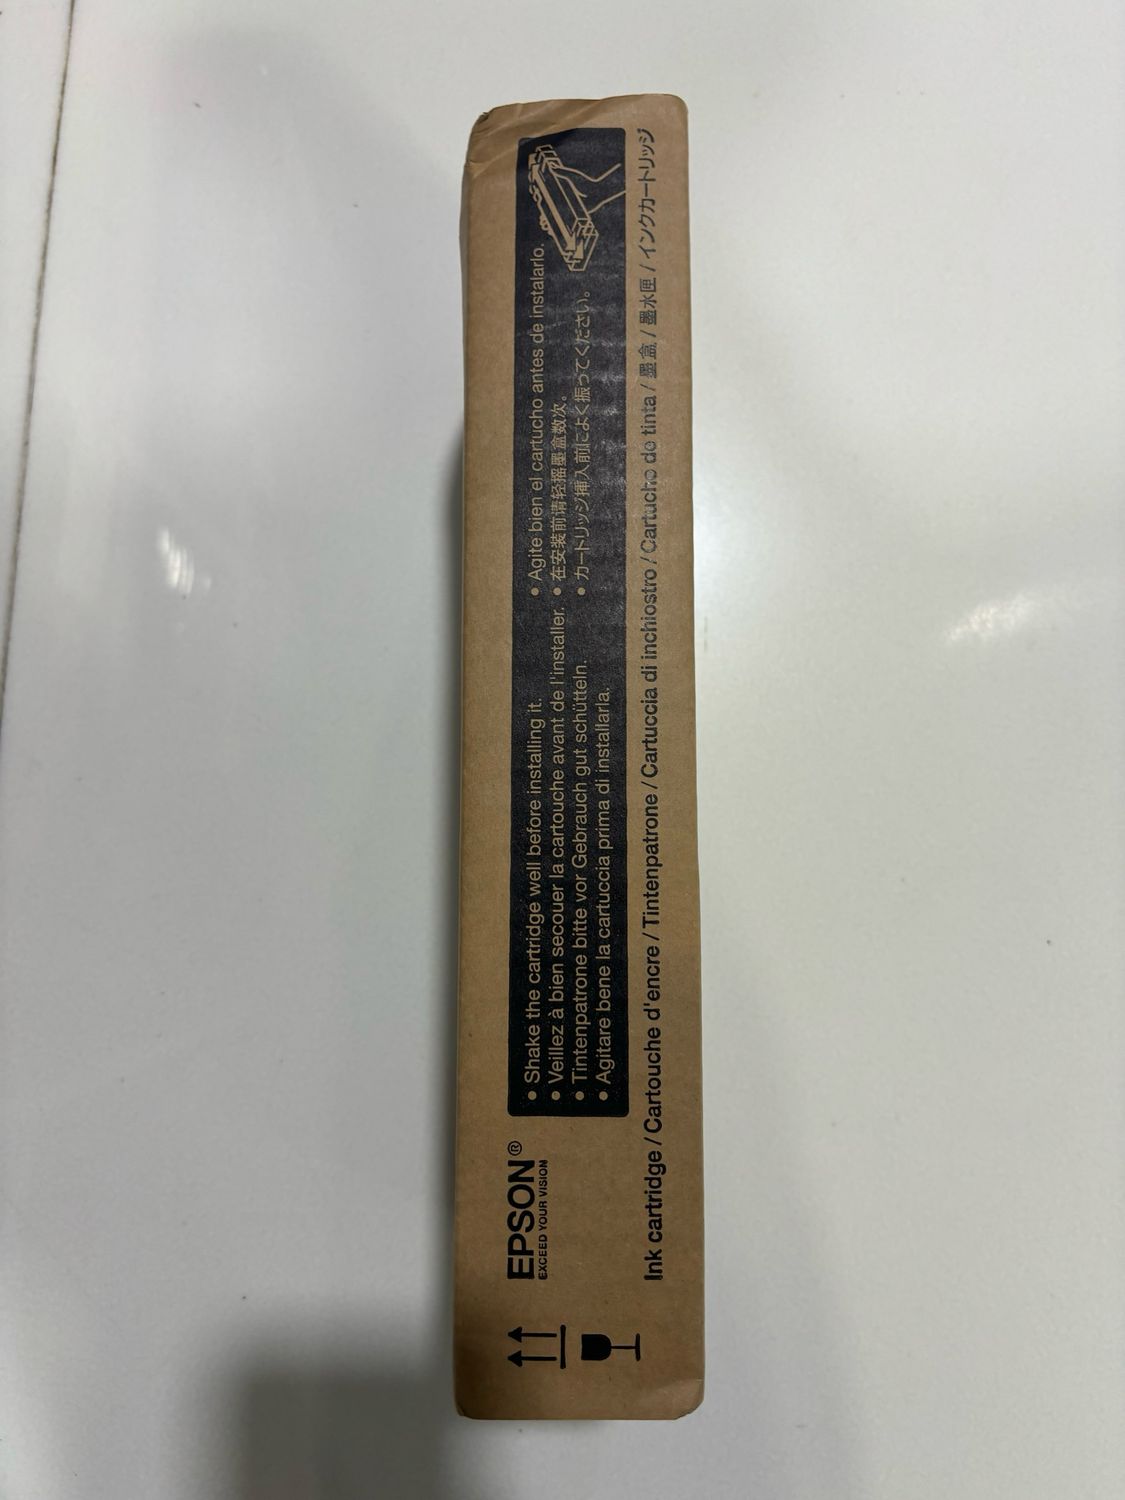 EPSON®
EXCEED YOUR VISION
• Shake the cartridge well before installing it.
• Veillez à bien secouer la cartouche avant de l'installer.
• Tintenpatrone bitte vor Gebrauch gut schütteln.
• Agitare bene la cartuccia prima di installarla.
• Agite bien el cartucho antes de instalarlo.
• 在安装前请轻摇墨盒数次。
• カートリッジ挿入前によく振ってください。
Ink cartridge / Cartouche d'encre / Tintenpatrone / Cartuccia di inchiostro / Cartucho de tinta / 墨盒 / 墨水匣 / インクカートリッジ